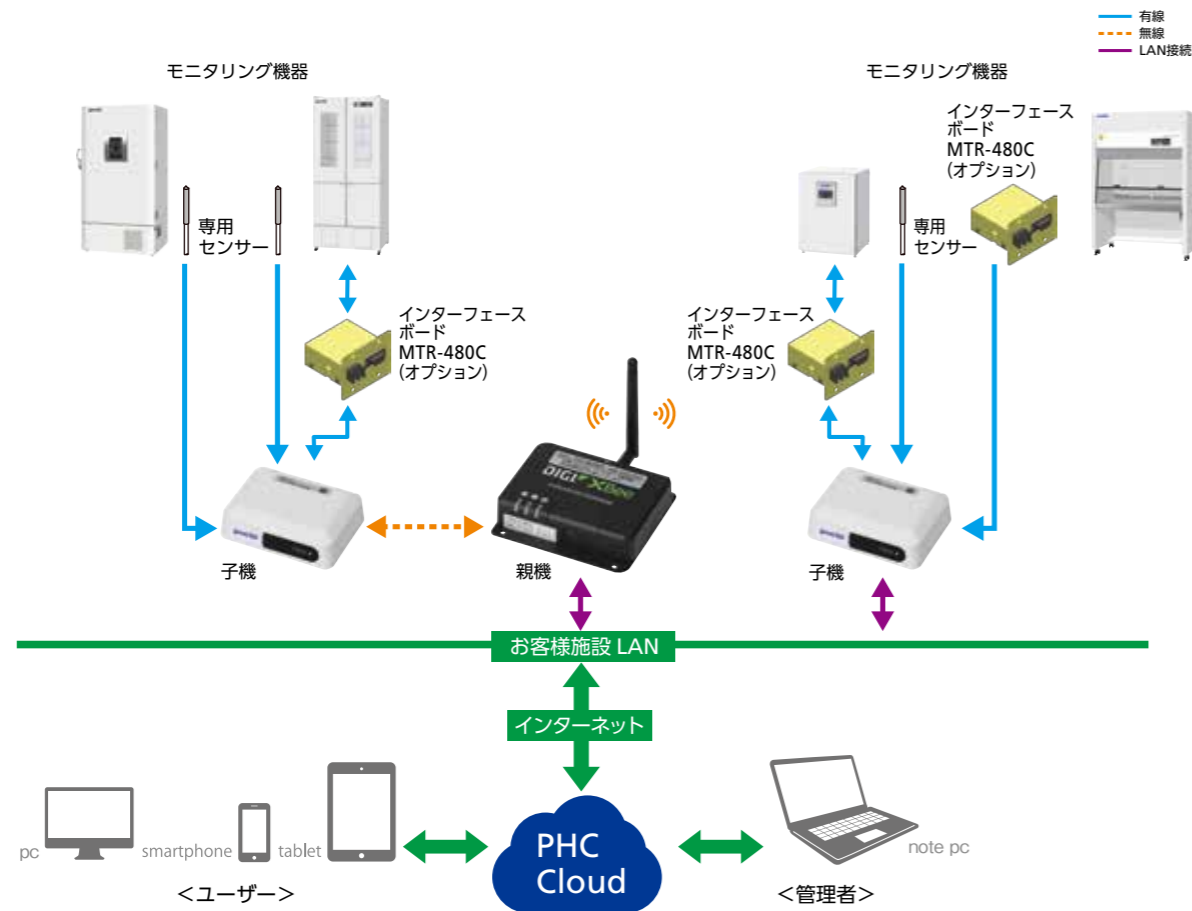 有線
無線
LAN接続
モニタリング機器
モニタリング機器
インターフェース
ボード
MTR-480C
(オプション)
専用
センサー
専用
センサー
インターフェース
ボード
MTR-480C
(オプション)
インターフェース
ボード
MTR-480C
(オプション)
DIGI XBee
子機
親機
子機
お客様施設 LAN
インターネット
PHC
Cloud
pc
smartphone
tablet
note pc
＜ユーザー＞
＜管理者＞